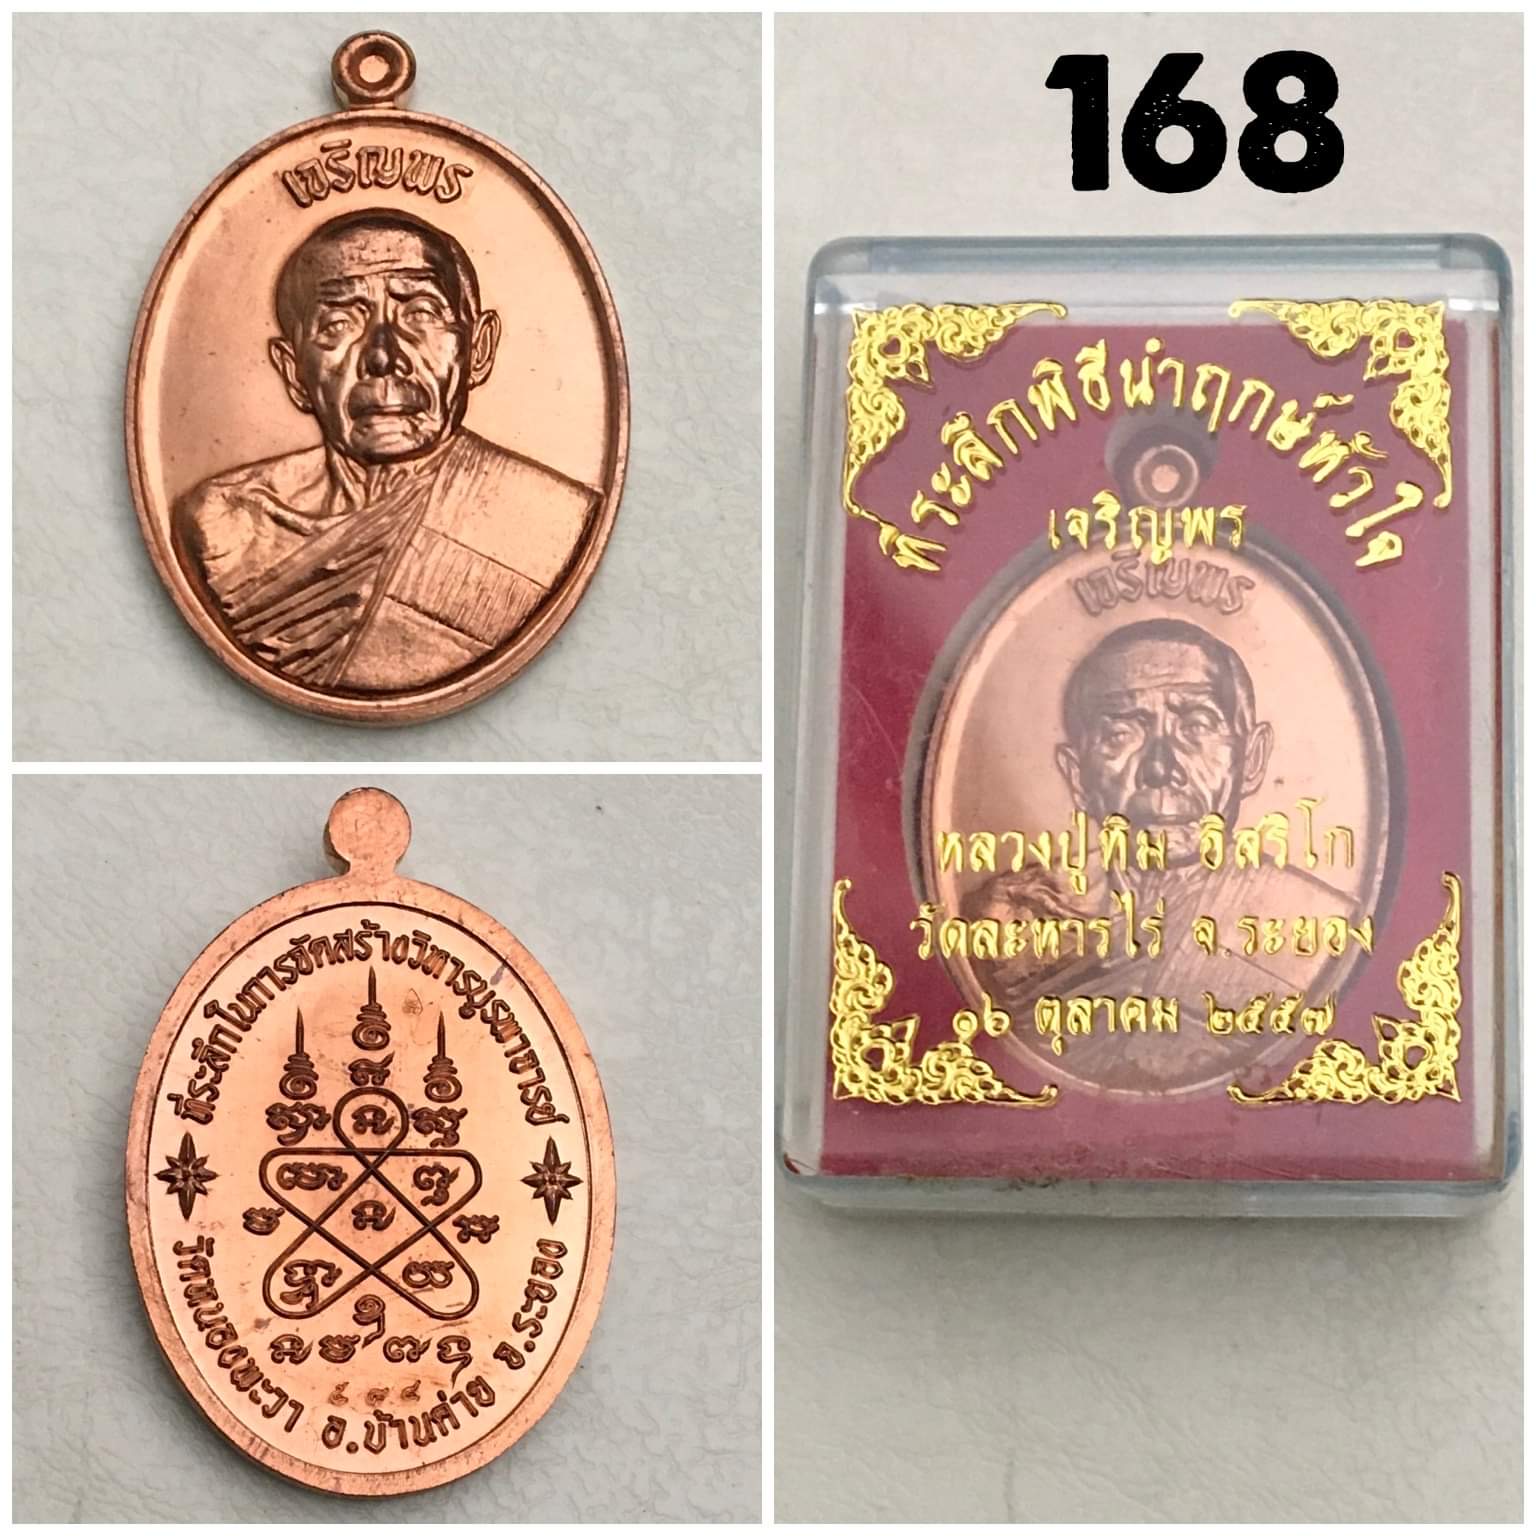 เจริญพร
168
ที่ระลึกพิธีนำฤกษ์หัวใจ
เจริญพร
เจริญพร
หลวงปู่ทิม อิสริโก
วัดละหารไร่ จ.ระยอง
๑๖ ตุลาคม ๒๕๕๗
ที่ระลึกในการจัดสร้างวิหารบูรพาจารย์
วัดหนองพะวา อ.บ้านค่าย จ.ระยอง